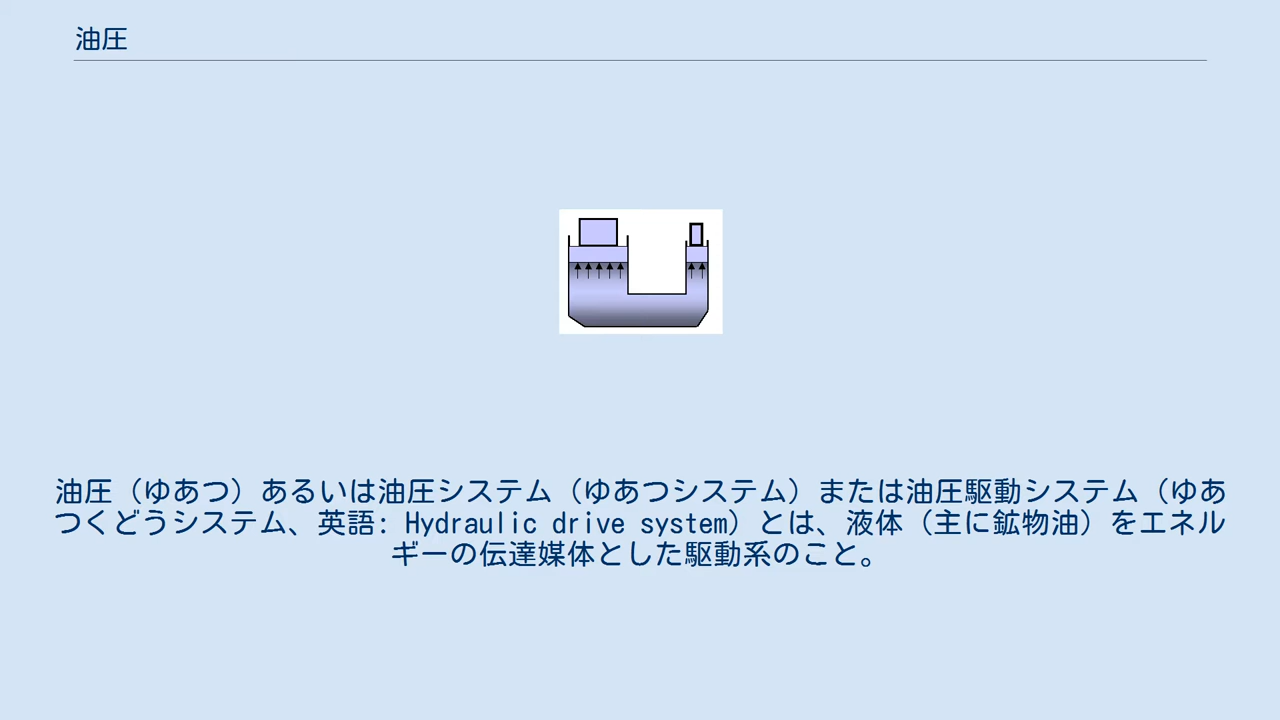 油圧
油圧（ゆあつ）あるいは油圧システム（ゆあつシステム）または油圧駆動システム（ゆあ
つくどうシステム、英語: Hydraulic drive system）とは、液体（主に鉱物油）をエネル
ギーの伝達媒体とした駆動系のこと。